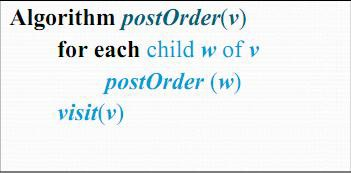 Algorithm postOrder(v)
for each child w of v
postOrder (w)
visit(v)